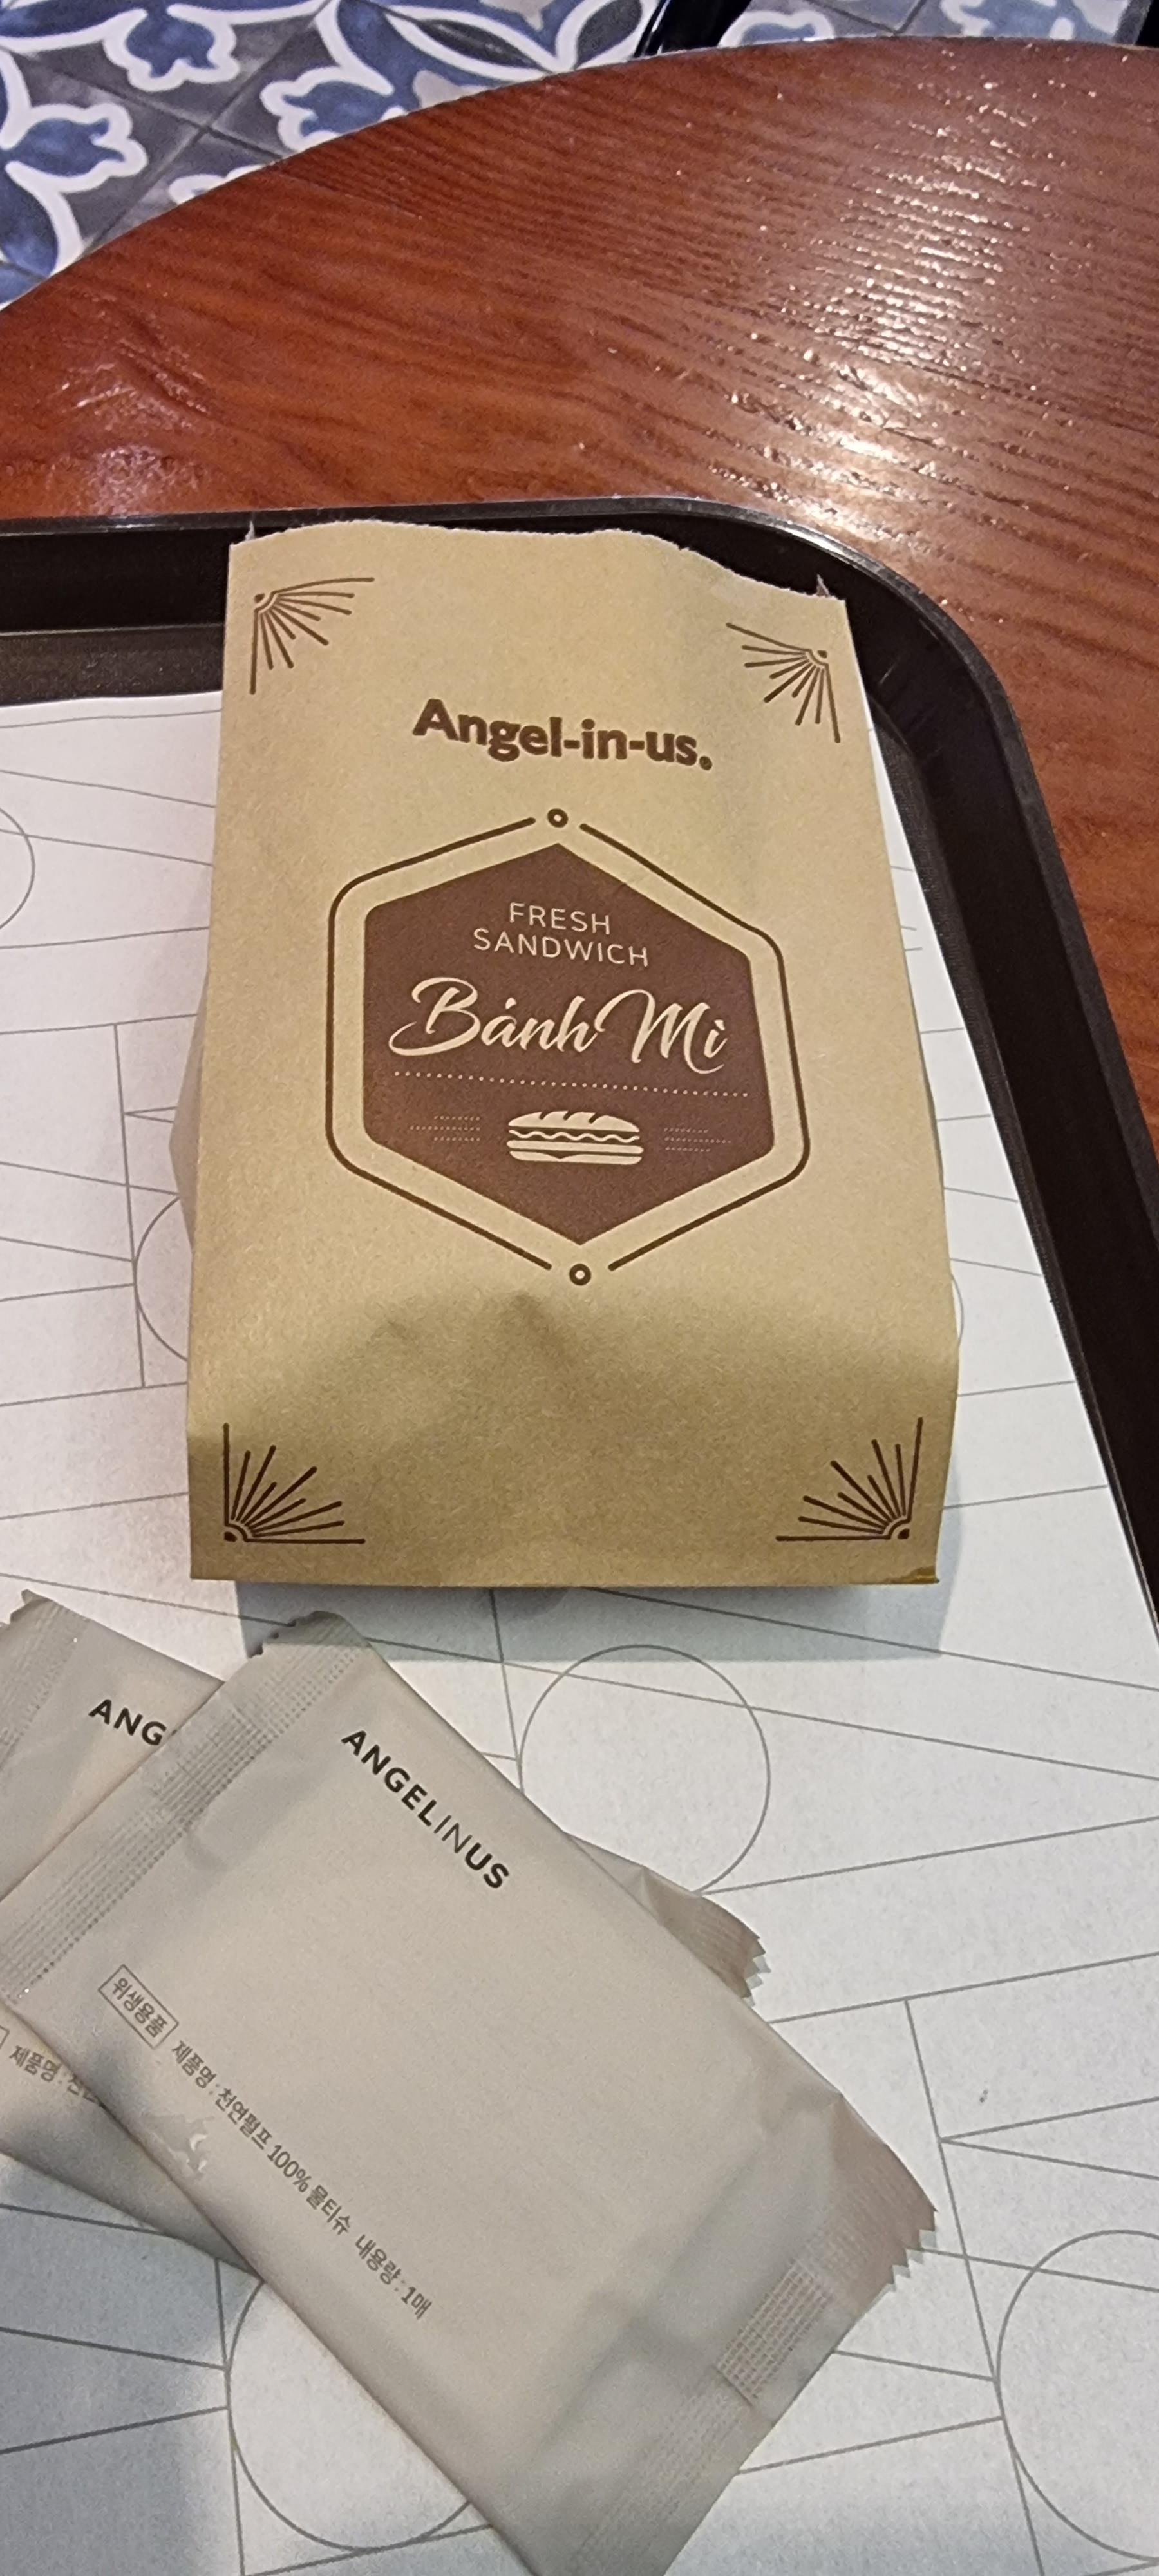 Angel-in-us.
FRESH
SANDWICH
Bánh Mì
ANG
ANGELINUS
위생용품 제품명 : 천연펄프 100% 물티슈 내용량 : 1매
제품명 :